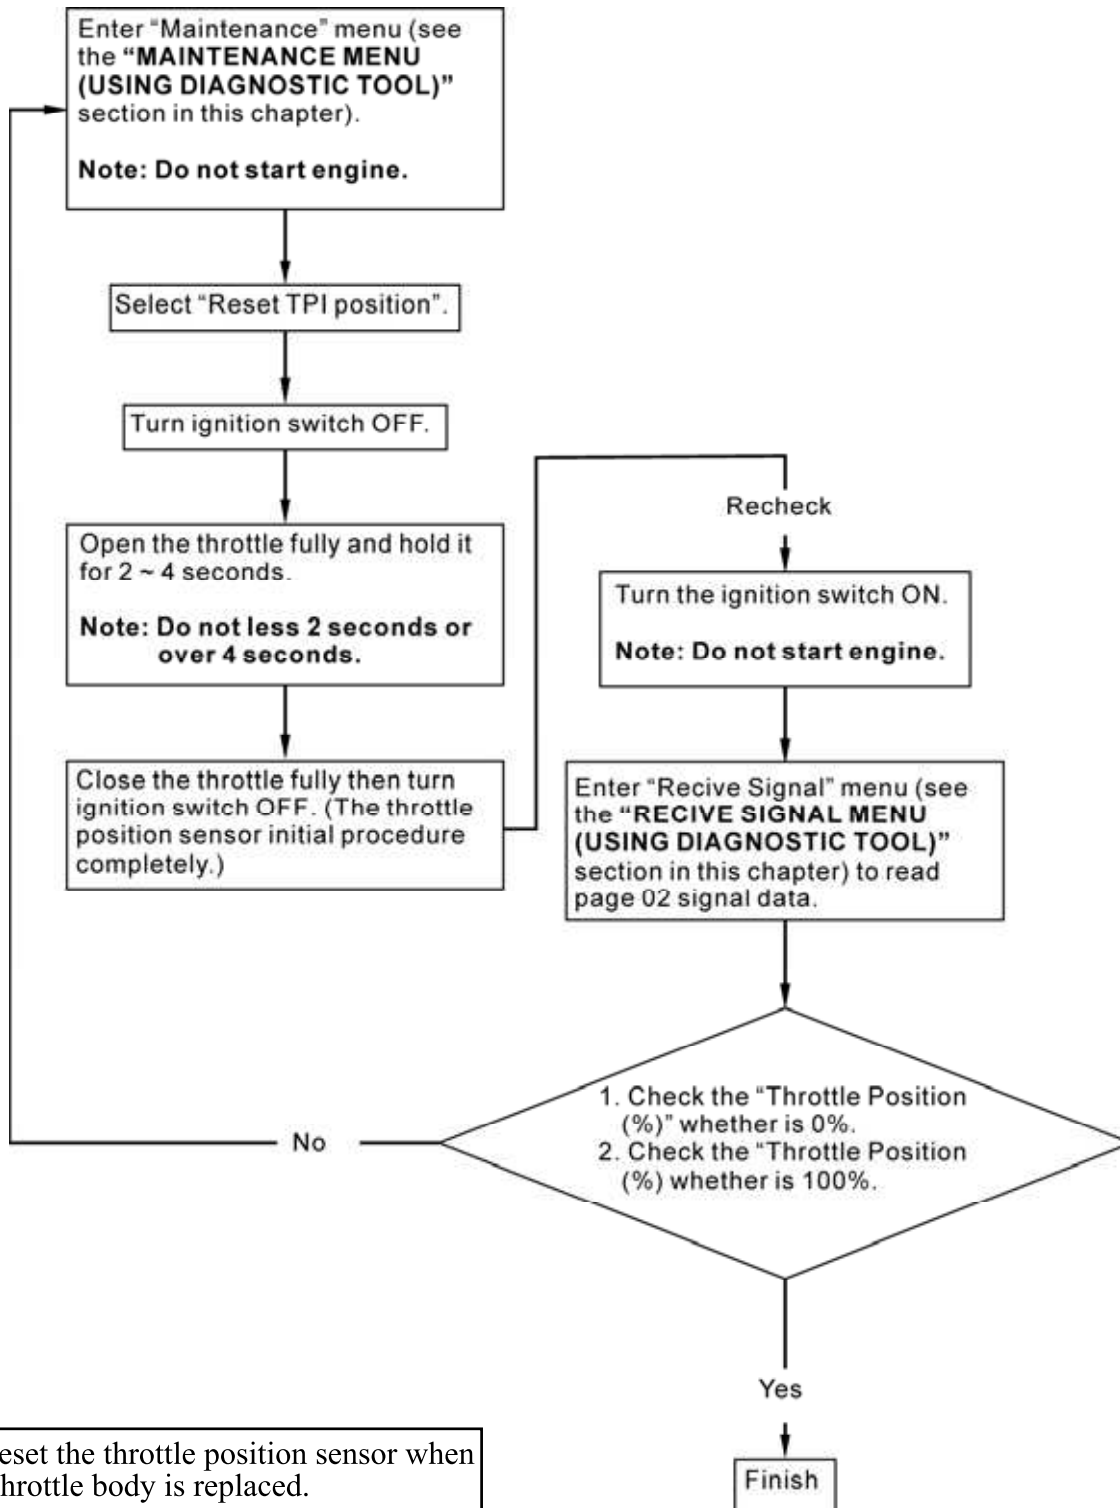 Enter “Maintenance” menu (see
the “MAINTENANCE MENU
(USING DIAGNOSTIC TOOL)”
section in this chapter).
Note: Do not start engine.
Select “Reset TPI position”.
Turn ignition switch OFF.
Open the throttle fully and hold it
for 2 ~ 4 seconds.
Note: Do not less 2 seconds or
over 4 seconds.
Close the throttle fully then turn
ignition switch OFF. (The throttle
position sensor initial procedure
completely.)
Recheck
Turn the ignition switch ON.
Note: Do not start engine.
Enter “Recive Signal” menu (see
the “RECIVE SIGNAL MENU
(USING DIAGNOSTIC TOOL)”
section in this chapter) to read
page 02 signal data.
1. Check the “Throttle Position
(%)” whether is 0%.
2. Check the “Throttle Position
(%) whether is 100%.
No
Yes
Finish
eset the throttle position sensor when
hrottle body is replaced.